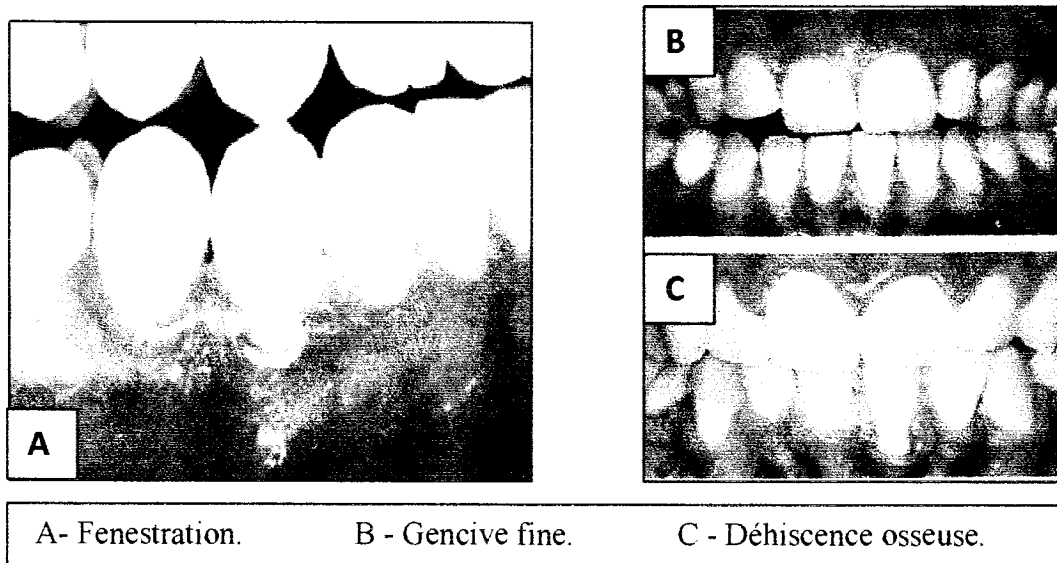 B
C
A
A- Fenestration. B - Gencive fine. C - Déhiscence osseuse.